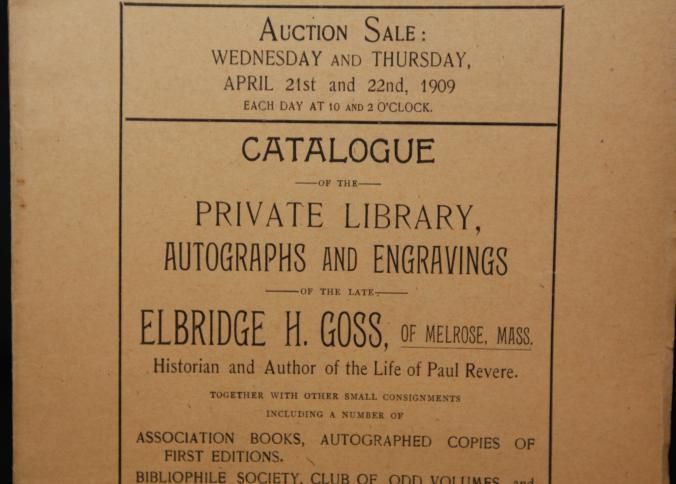 AUCTION SALE:
WEDNESDAY AND THURSDAY,
APRIL 21st and 22nd, 1909
EACH DAY AT 10 AND 2 O'CLOCK.
CATALOGUE
—OF THE—
PRIVATE LIBRARY,
AUTOGRAPHS AND ENGRAVINGS
—OF THE LATE—
ELBRIDGE H. GOSS, OF MELROSE, MASS.
Historian and Author of the Life of Paul Revere.
TOGETHER WITH OTHER SMALL CONSIGNMENTS
INCLUDING A NUMBER OF
ASSOCIATION BOOKS, AUTOGRAPHED COPIES OF
FIRST EDITIONS.
BIBLIOPHILE SOCIETY, CLUB OF ODD VOLUMES, and